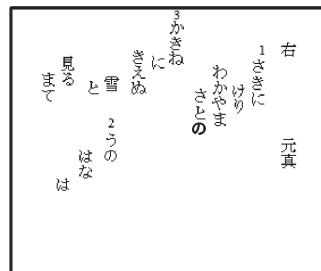 右　元真
1さきに
けり
わかやま
さとの
3かきね
に
きえぬ
雪　2うの
と　はな
見る　は
まて